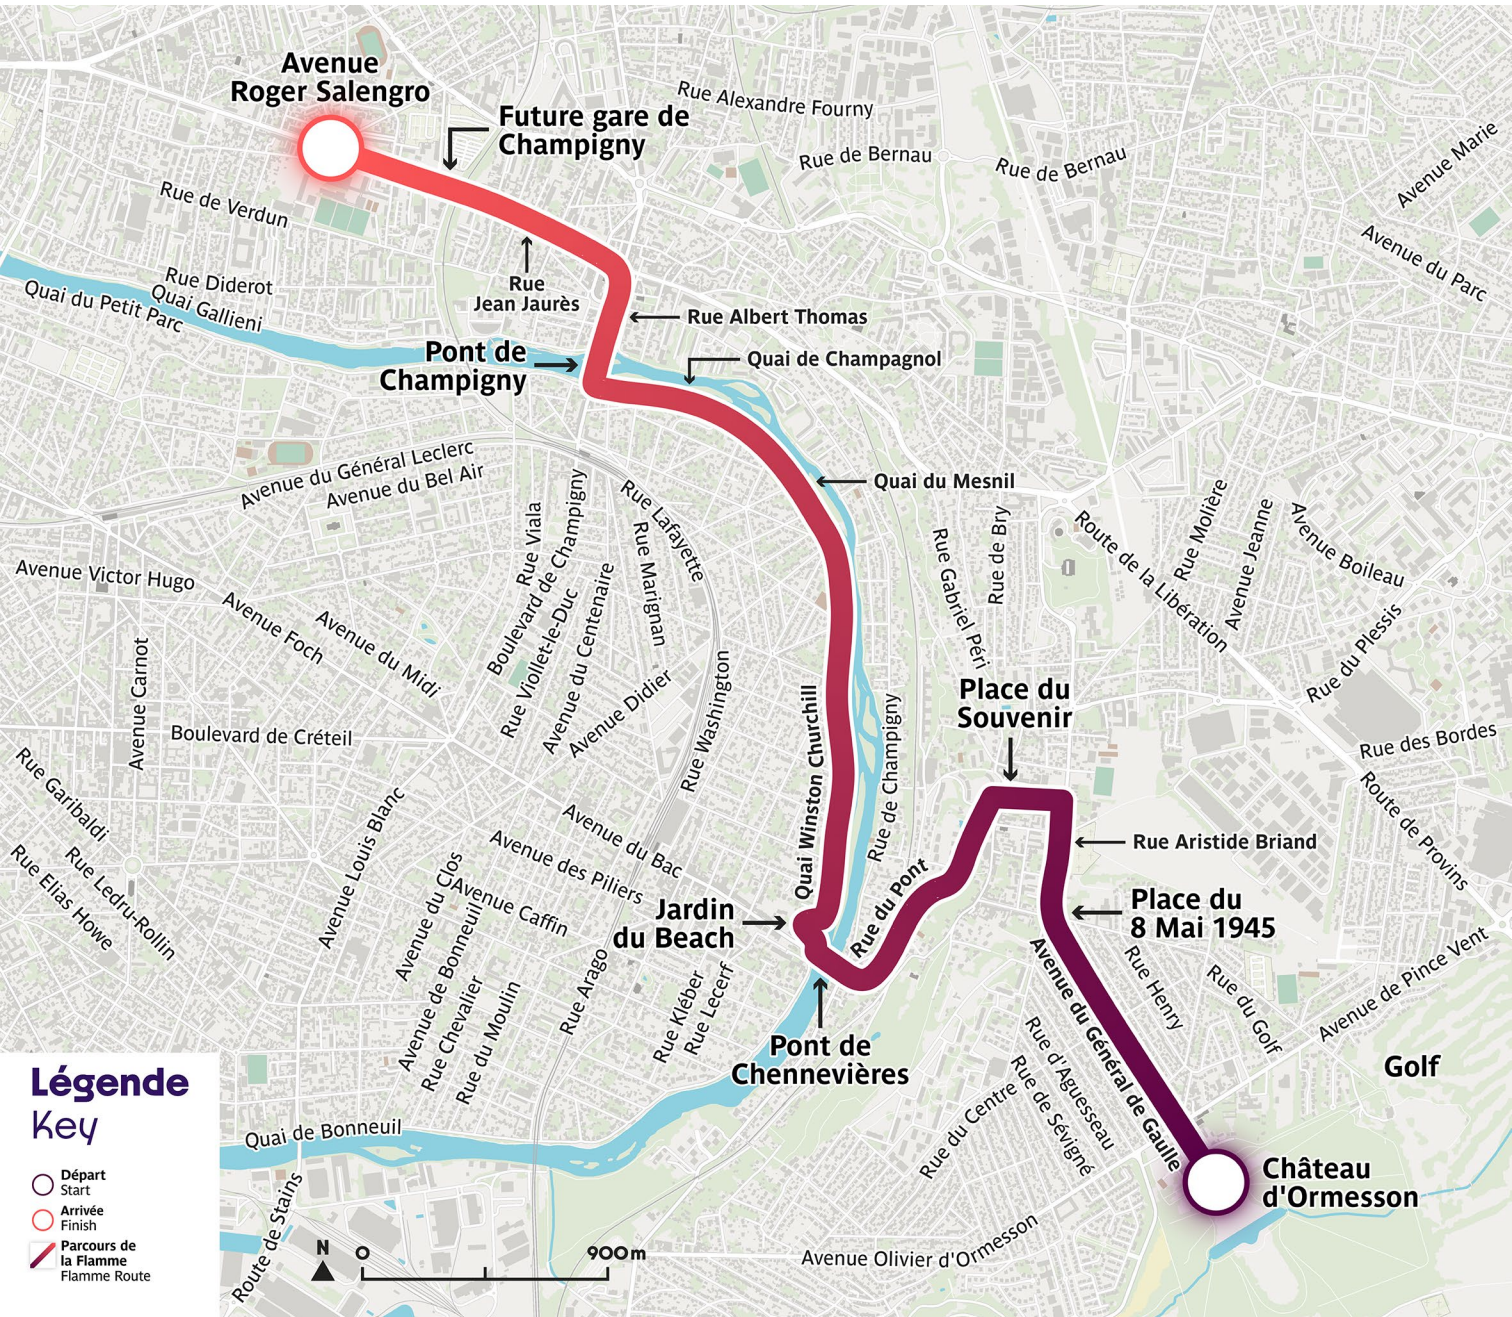 Avenue
Roger Salengro
Future gare de
Champigny
Rue Alexandre Fourny
Rue de Bernau
Rue de Bernau
Avenue Marie
Rue de Verdun
Avenue du Parc
Rue Diderot
Quai Gallieni
Quai du Petit Parc
Rue
Jean Jaurès
Rue Albert Thomas
Pont de
Champigny
Quai de Champagnol
Avenue du Général Leclerc
Avenue du Bel Air
Quai du Mesnil
Rue Lafayette
Rue Viala
Boulevard de Champigny
Rue Viollet-le-Duc
Avenue du Centenaire
Rue Marignan
Rue Gabriel Péri
Rue de Bry
Route de la Libération
Rue Molière
Avenue Jeanne
Avenue Boileau
Rue du Plessis
Avenue Victor Hugo
Avenue Foch
Avenue du Midi
Avenue Carnot
Boulevard de Créteil
Avenue Didier
Rue Washington
Quai Winston Churchill
Rue de Champigny
Place du
Souvenir
Rue des Bordes
Route de Provins
Rue Garibaldi
Rue Elias Howe
Rue Ledru-Rollin
Avenue Louis Blanc
Avenue du Bac
Avenue des Piliers
Avenue du Clos
Avenue Caffin
Avenue de Bonneuil
Rue Chevalier
Rue du Moulin
Rue Arago
Rue Kléber
Rue Lecerf
Jardin
du Beach
Rue du Pont
Rue Aristide Briand
Place du
8 Mai 1945
Pont de
Chennevières
Avenue du Général de Gaulle
Rue Henry
Rue du Golf
Avenue de Pince Vent
Golf
Rue d'Aguesseau
Rue de Sévigné
Rue du Centre
Château
d'Ormesson
Avenue Olivier d'Ormesson
Quai de Bonneuil
Route de Stains
Légende
Key
Départ
Start
Arrivée
Finish
Parcours de
la Flamme
Flamme Route
N 0 900m